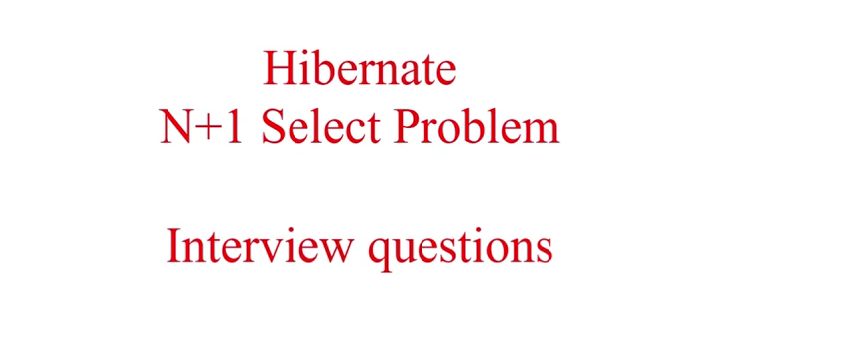 Hibernate
N+1 Select Problem
Interview questions